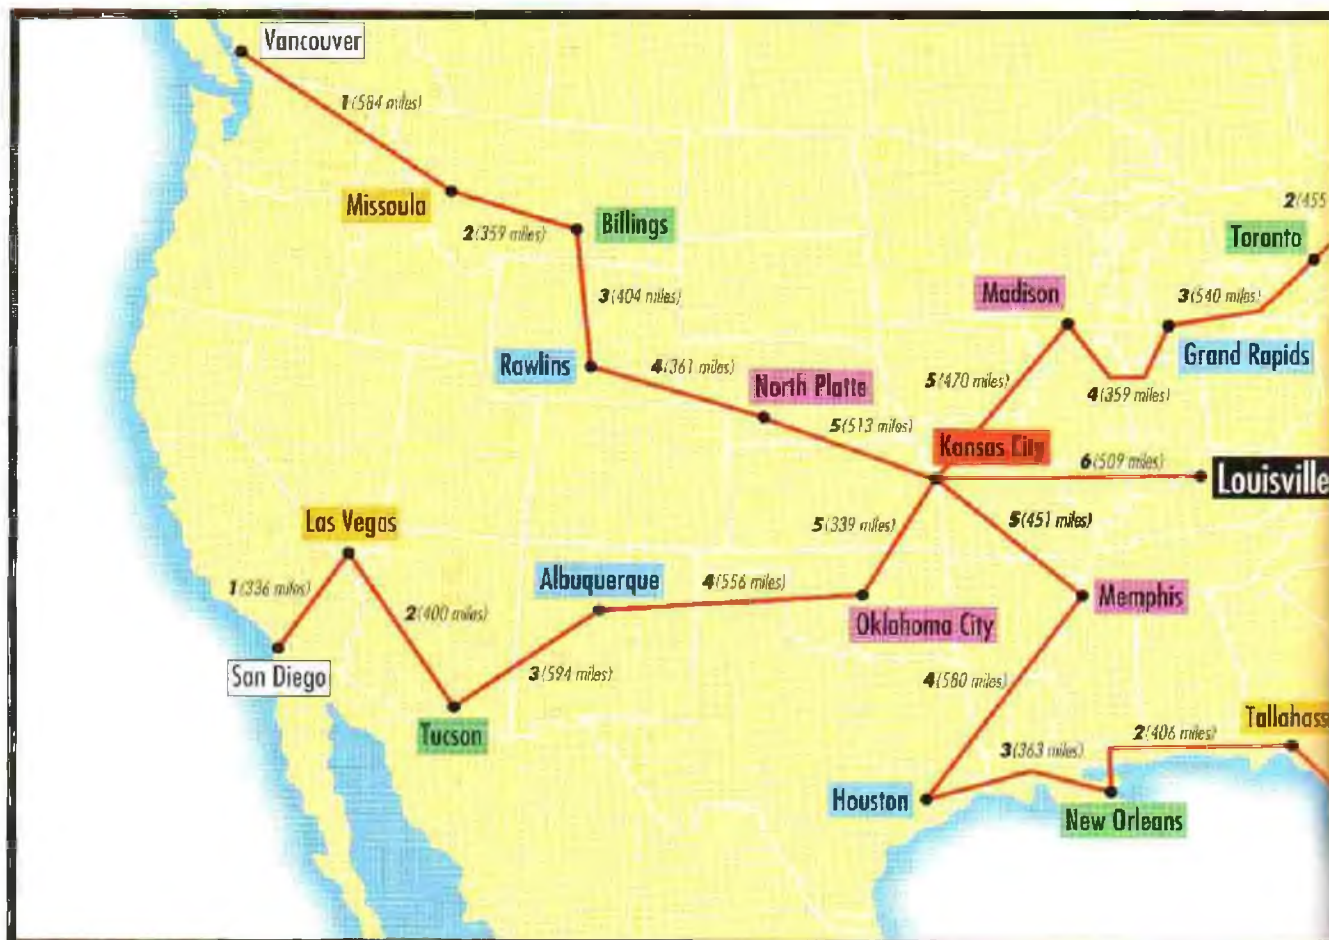 Vancouver
1 (584 miles)
Missoula
2 (359 miles)
Billings
2 (455
Toronto
3 (404 miles)
Madison
3 (540 miles)
Rawlins
4 (361 miles)
North Platte
5 (470 miles)
4 (359 miles)
Grand Rapids
5 (513 miles)
Kansas City
6 (509 miles)
Louisville
Las Vegas
5 (339 miles)
5 (451 miles)
1 (336 miles)
Albuquerque
4 (556 miles)
Memphis
2 (400 miles)
Oklahoma City
San Diego
3 (594 miles)
4 (580 miles)
Tucson
Tallahass
2 (406 miles)
3 (363 miles)
Houston
New Orleans